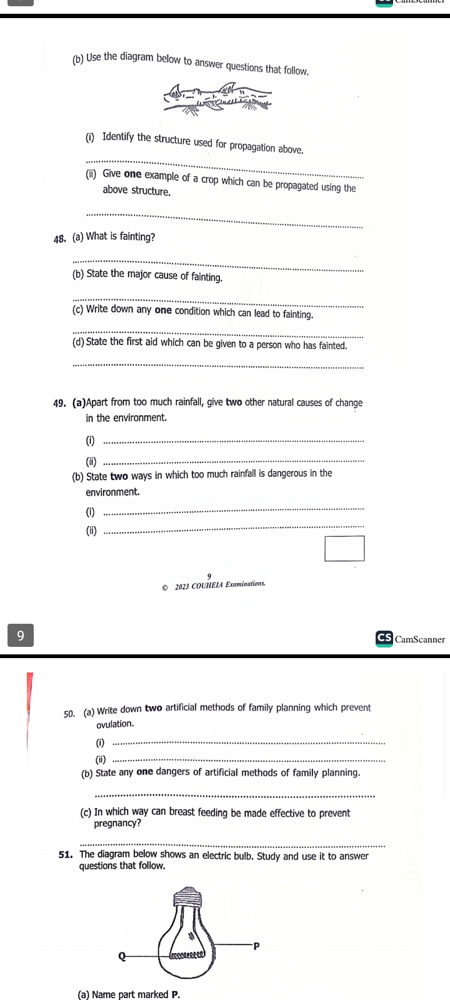 (b) Use the diagram below to answer questions that follow.
(i) Identify the structure used for propagation above.
(ii) Give one example of a crop which can be propagated using the
above structure.
48. (a) What is fainting?
(b) State the major cause of fainting.
(c) Write down any one condition which can lead to fainting.
(d) State the first aid which can be given to a person who has fainted.
49. (a)Apart from too much rainfall, give two other natural causes of change
in the environment.
(i)
(ii)
(b) State two ways in which too much rainfall is dangerous in the
environment.
(i)
(ii)
9
© 2023 COUHEIA Examinations.
9
CS CamScanner
50. (a) Write down two artificial methods of family planning which prevent
ovulation.
(i)
(ii)
(b) State any one dangers of artificial methods of family planning.
(c) In which way can breast feeding be made effective to prevent
pregnancy?
51. The diagram below shows an electric bulb. Study and use it to answer
questions that follow.
P
Q
(a) Name part marked P.